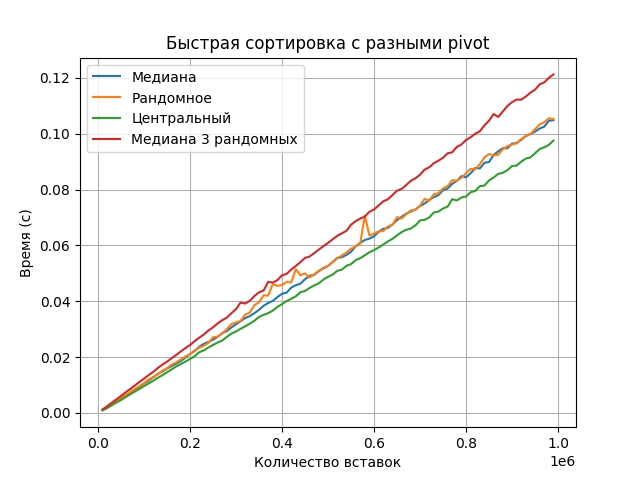 Быстрая сортировка с разными pivot
Медиана
Рандомное
Центральный
Медиана 3 рандомных
Время (с)
0.12
0.10
0.08
0.06
0.04
0.02
0.00
0.0 0.2 0.4 0.6 0.8 1.0
1e6
Количество вставок